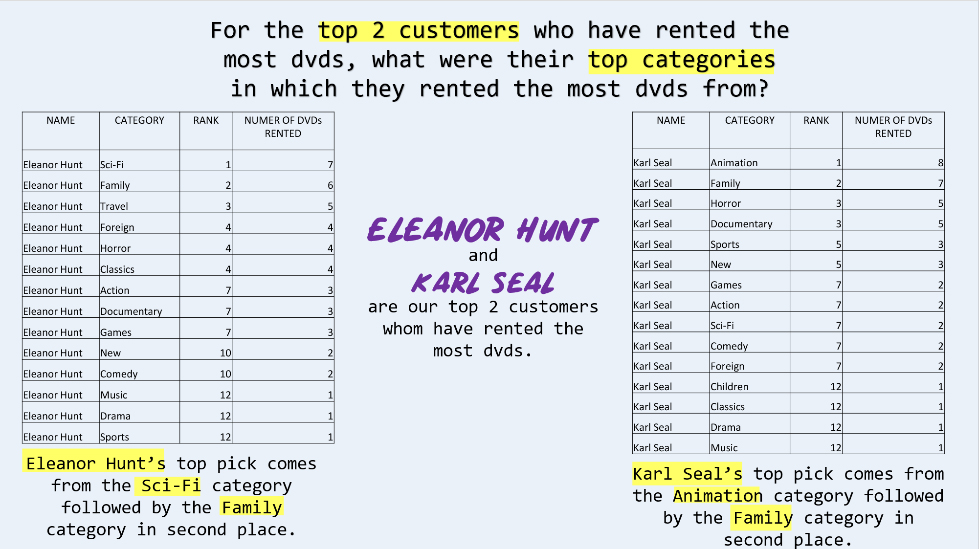 For the top 2 customers who have rented the
most dvds, what were their top categories
in which they rented the most dvds from?
NAME CATEGORY RANK NUMER OF DVDs RENTED
Eleanor Hunt Sci-Fi 1 7
Eleanor Hunt Family 2 6
Eleanor Hunt Travel 3 5
Eleanor Hunt Foreign 4 4
Eleanor Hunt Horror 4 4
Eleanor Hunt Classics 4 4
Eleanor Hunt Action 7 3
Eleanor Hunt Documentary 7 3
Eleanor Hunt Games 7 3
Eleanor Hunt New 10 2
Eleanor Hunt Comedy 10 2
Eleanor Hunt Music 12 1
Eleanor Hunt Drama 12 1
Eleanor Hunt Sports 12 1
Eleanor Hunt's top pick comes
from the Sci-Fi category
followed by the Family
category in second place.
ELEANOR HUNT
and
KARL SEAL
are our top 2 customers
whom have rented the
most dvds.
NAME CATEGORY RANK NUMER OF DVDs RENTED
Karl Seal Animation 1 8
Karl Seal Family 2 7
Karl Seal Horror 3 5
Karl Seal Documentary 3 5
Karl Seal Sports 5 3
Karl Seal New 5 3
Karl Seal Games 7 2
Karl Seal Action 7 2
Karl Seal Sci-Fi 7 2
Karl Seal Comedy 7 2
Karl Seal Foreign 7 2
Karl Seal Children 12 1
Karl Seal Classics 12 1
Karl Seal Drama 12 1
Karl Seal Music 12 1
Karl Seal's top pick comes from
the Animation category followed
by the Family category in
second place.